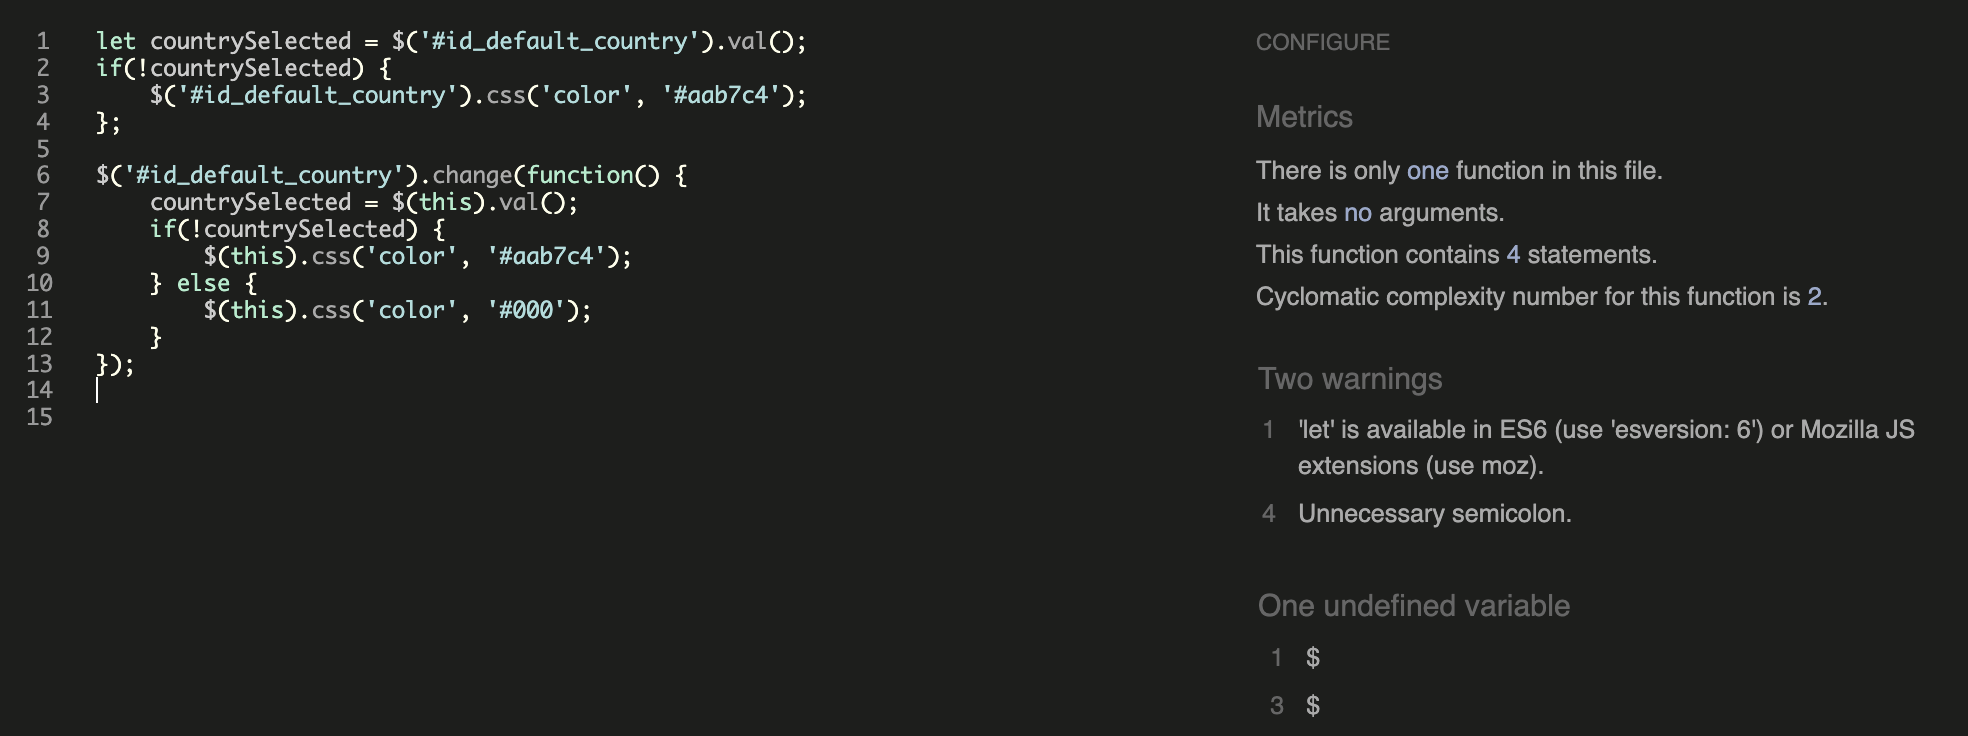 1 let countrySelected = $('#id_default_country').val();
2 if(!countrySelected) {
3     $('#id_default_country').css('color', '#aab7c4');
4 };
5
6 $('#id_default_country').change(function() {
7     countrySelected = $(this).val();
8     if(!countrySelected) {
9         $(this).css('color', '#aab7c4');
10     } else {
11         $(this).css('color', '#000');
12     }
13 });
14
15
CONFIGURE
Metrics
There is only one function in this file.
It takes no arguments.
This function contains 4 statements.
Cyclomatic complexity number for this function is 2.
Two warnings
1 'let' is available in ES6 (use 'esversion: 6') or Mozilla JS
extensions (use moz).
4 Unnecessary semicolon.
One undefined variable
1 $
3 $